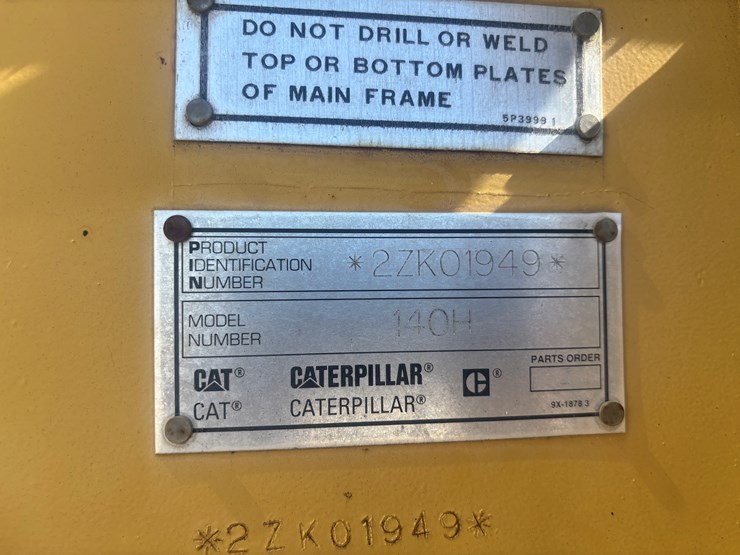 DO NOT DRILL OR WELD
TOP OR BOTTOM PLATES
OF MAIN FRAME
5P3999 1
PRODUCT
IDENTIFICATION
NUMBER
*2ZK01949*
MODEL
NUMBER
140H
CAT® CATERPILLAR® C ®
PARTS ORDER
CAT® CATERPILLAR®
9X-1878 3
*2ZK01949*